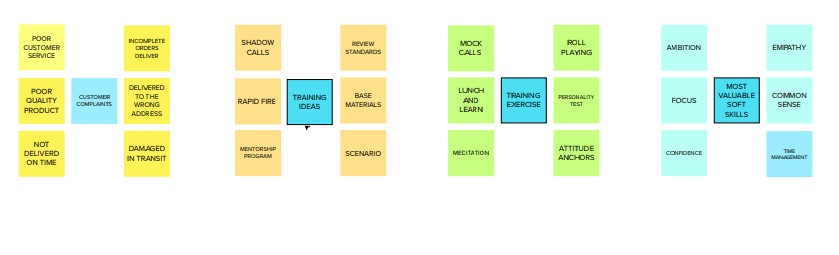 POOR
CUSTOMER
SERVICE
INCOMPLETE
ORDERS
DELIVER
POOR
QUALITY
PRODUCT
CUSTOMER
COMPLAINTS
DELIVERED
TO THE
WRONG
ADDRESS
NOT
DELIVERD
ON TIME
DAMAGED
IN TRANSIT
SHADOW
CALLS
REVIEW
STANDARDS
RAPID FIRE
TRAINING
IDEAS
BASE
MATERIALS
MENTORSHIP
PROGRAM
SCENARIO
MOCK
CALLS
ROLL
PLAYING
LUNCH
AND
LEARN
TRAINING
EXERCISE
PERSONALITY
TEST
MEDITATION
ATTITUDE
ANCHORS
AMBITION
EMPATHY
FOCUS
MOST
VALUABLE
SOFT
SKILLS
COMMON
SENSE
CONFIDENCE
TIME
MANAGEMENT